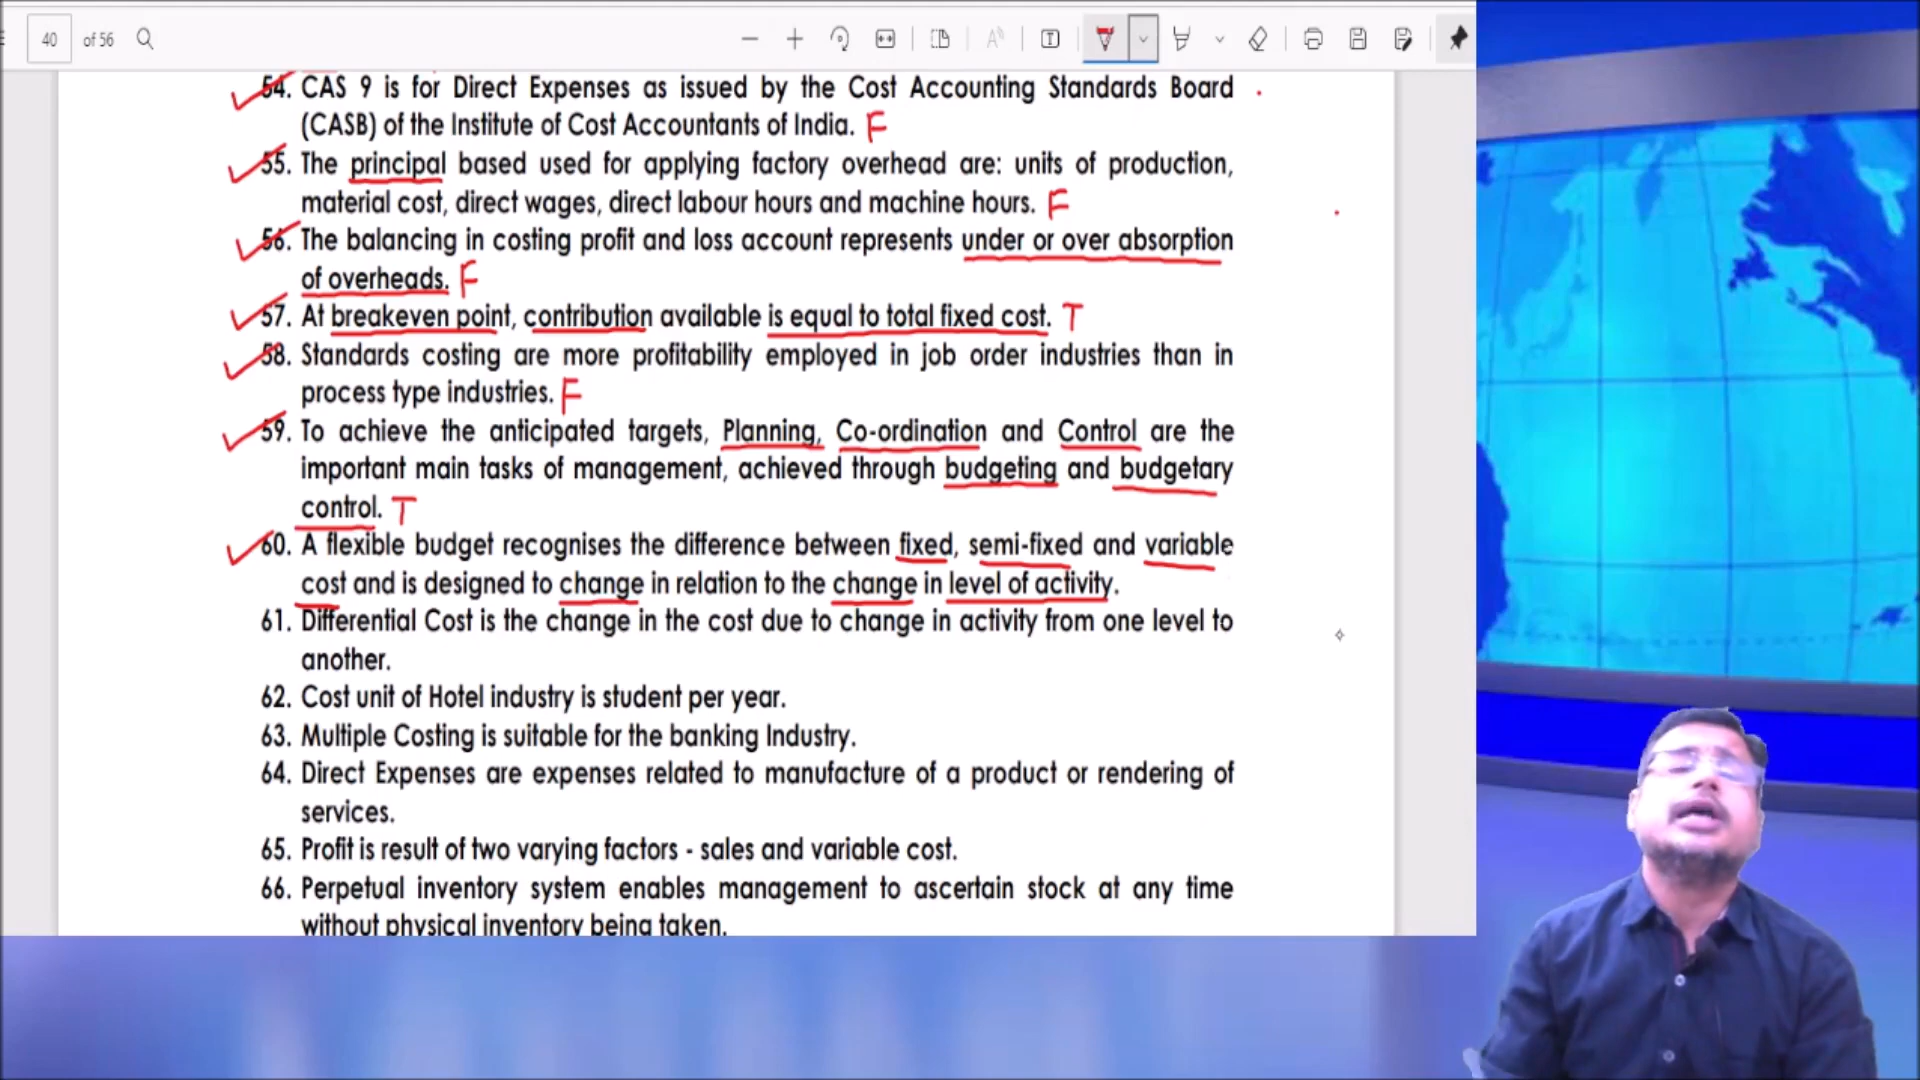 40 of 56
54. CAS 9 is for Direct Expenses as issued by the Cost Accounting Standards Board
(CASB) of the Institute of Cost Accountants of India. F
55. The principal based used for applying factory overhead are: units of production,
material cost, direct wages, direct labour hours and machine hours. F
56. The balancing in costing profit and loss account represents under or over absorption
of overheads. F
57. At breakeven point, contribution available is equal to total fixed cost. T
58. Standards costing are more profitability employed in job order industries than in
process type industries. F
59. To achieve the anticipated targets, Planning, Co-ordination and Control are the
important main tasks of management, achieved through budgeting and budgetary
control. T
60. A flexible budget recognises the difference between fixed, semi-fixed and variable
cost and is designed to change in relation to the change in level of activity.
61. Differential Cost is the change in the cost due to change in activity from one level to
another.
62. Cost unit of Hotel industry is student per year.
63. Multiple Costing is suitable for the banking Industry.
64. Direct Expenses are expenses related to manufacture of a product or rendering of
services.
65. Profit is result of two varying factors - sales and variable cost.
66. Perpetual inventory system enables management to ascertain stock at any time
without physical inventory being taken.